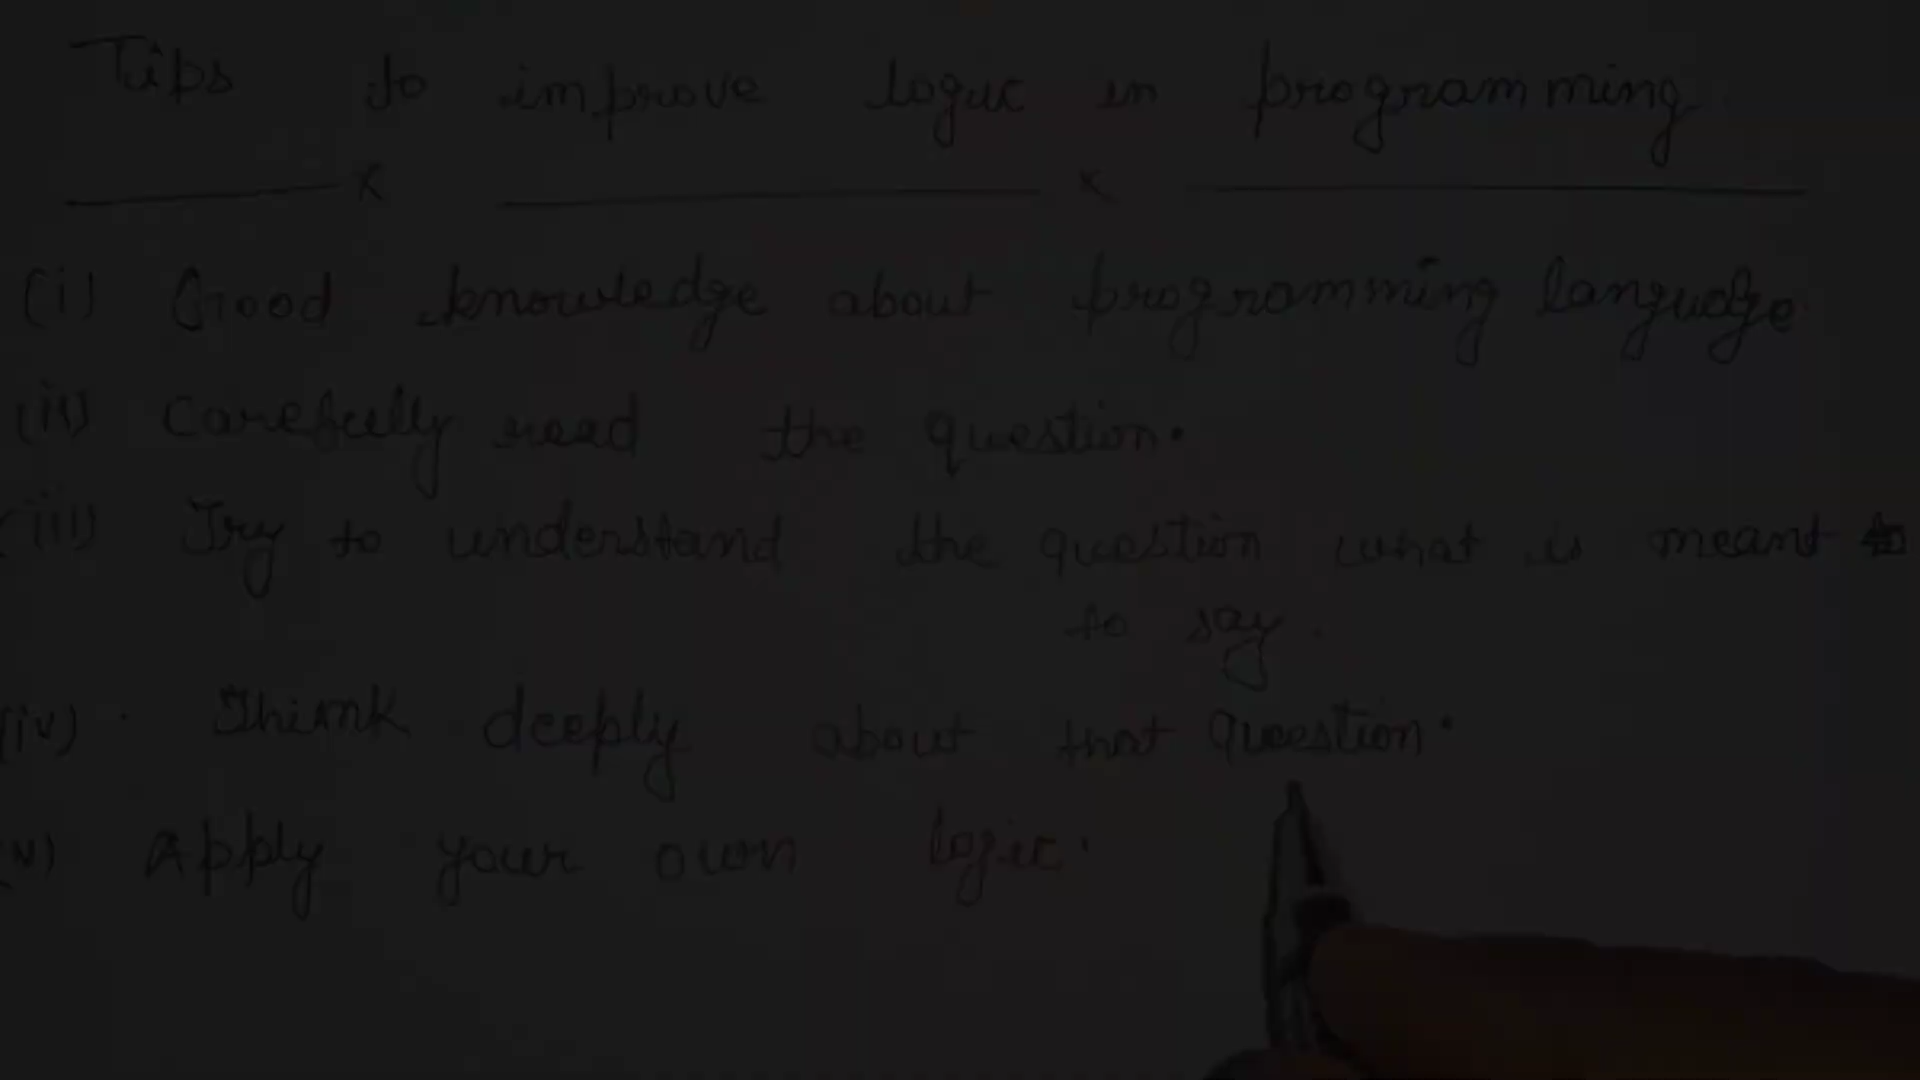 Tips to improve logic in programming
x x
(i) Good knowledge about programming language.
(ii) Carefully read the question.
(iii) Try to understand the question what is meant
to say.
(iv) Think deeply about that question.
(v) Apply your own logic.